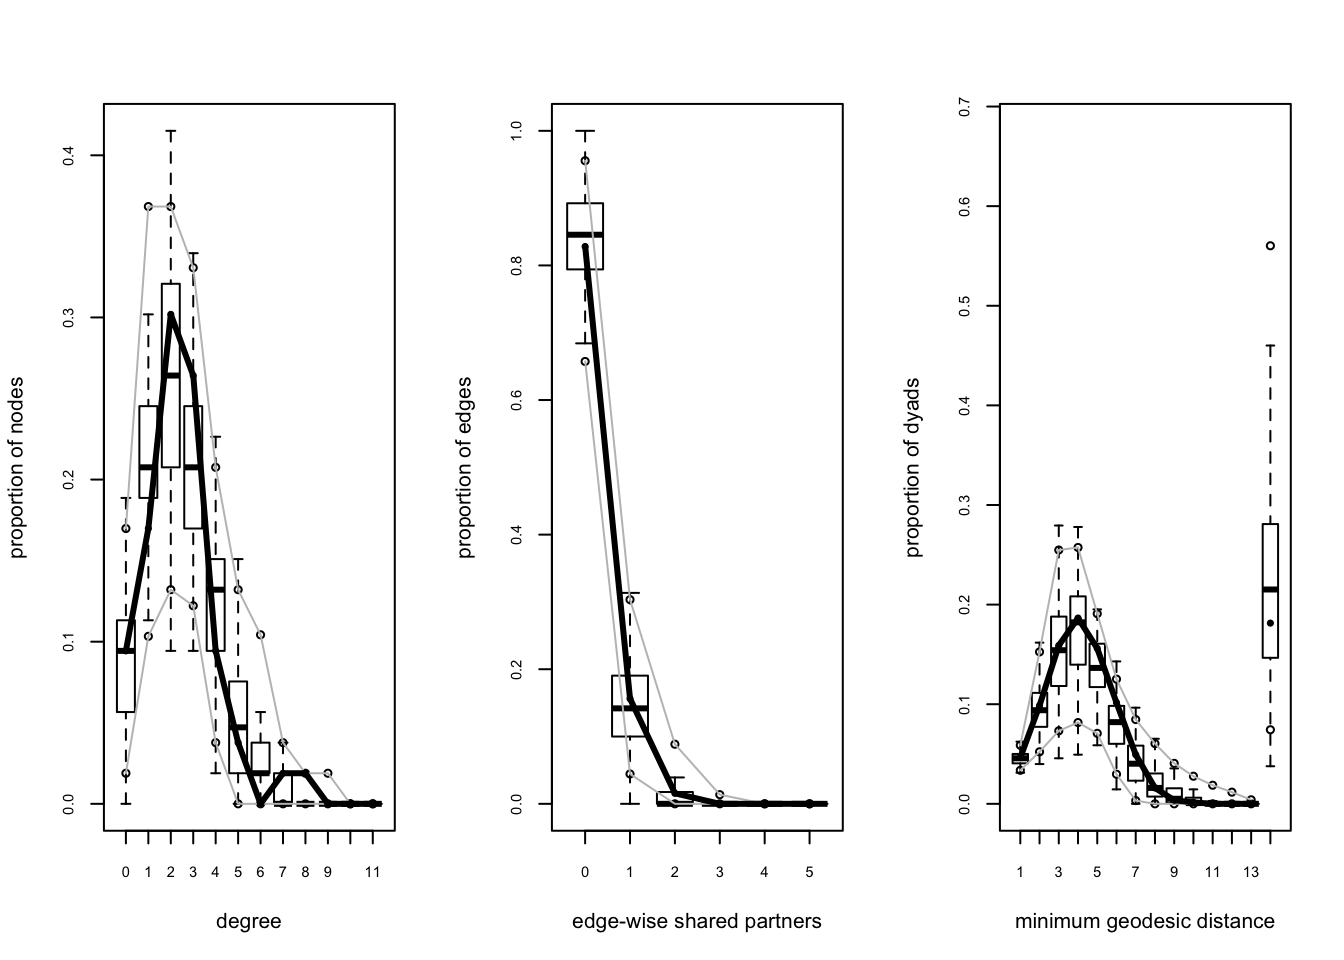 proportion of nodes
0.4
0.3
0.2
0.1
0.0
0 1 2 3 4 5 6 7 8 9 11
degree
proportion of edges
1.0
0.8
0.6
0.4
0.2
0.0
0 1 2 3 4 5
edge-wise shared partners
proportion of dyads
0.7
0.6
0.5
0.4
0.3
0.2
0.1
0.0
1 3 5 7 9 11 13
minimum geodesic distance